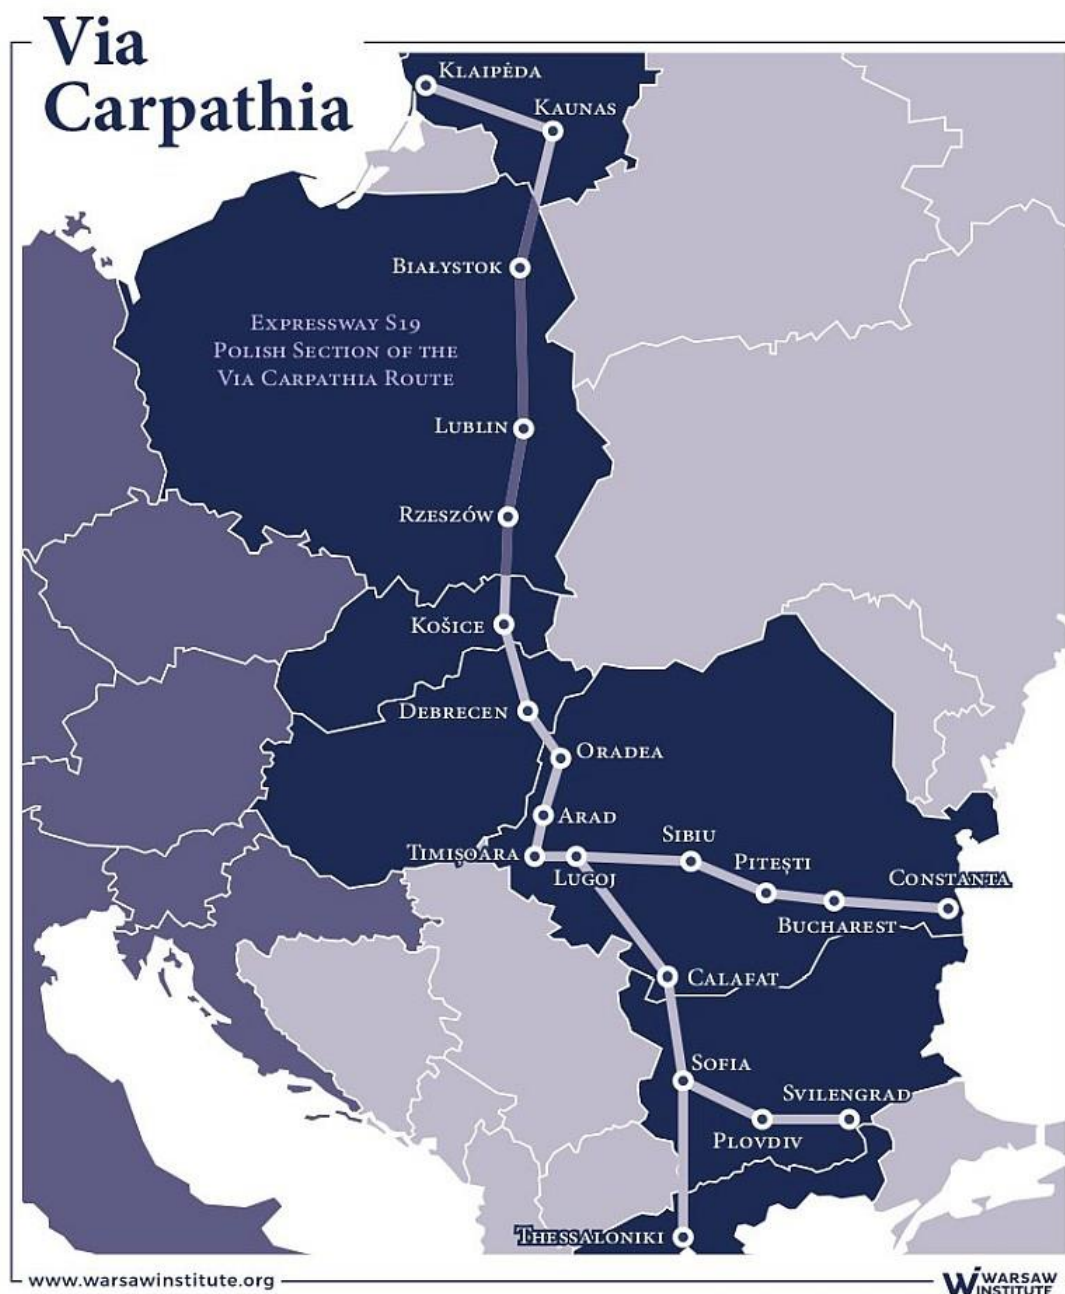 Via
Carpathia
Klaipėda
Kaunas
Białystok
Expressway S19
Polish Section of the
Via Carpathia Route
Lublin
Rzeszów
Košice
Debrecen
Oradea
Arad
Timișoara
Lugoj
Sibiu
Pitești
Constanta
Bucharest
Calafat
Sofia
Svilengrad
Plovdiv
Thessaloniki
www.warsawinstitute.org
WARSAW
INSTITUTE